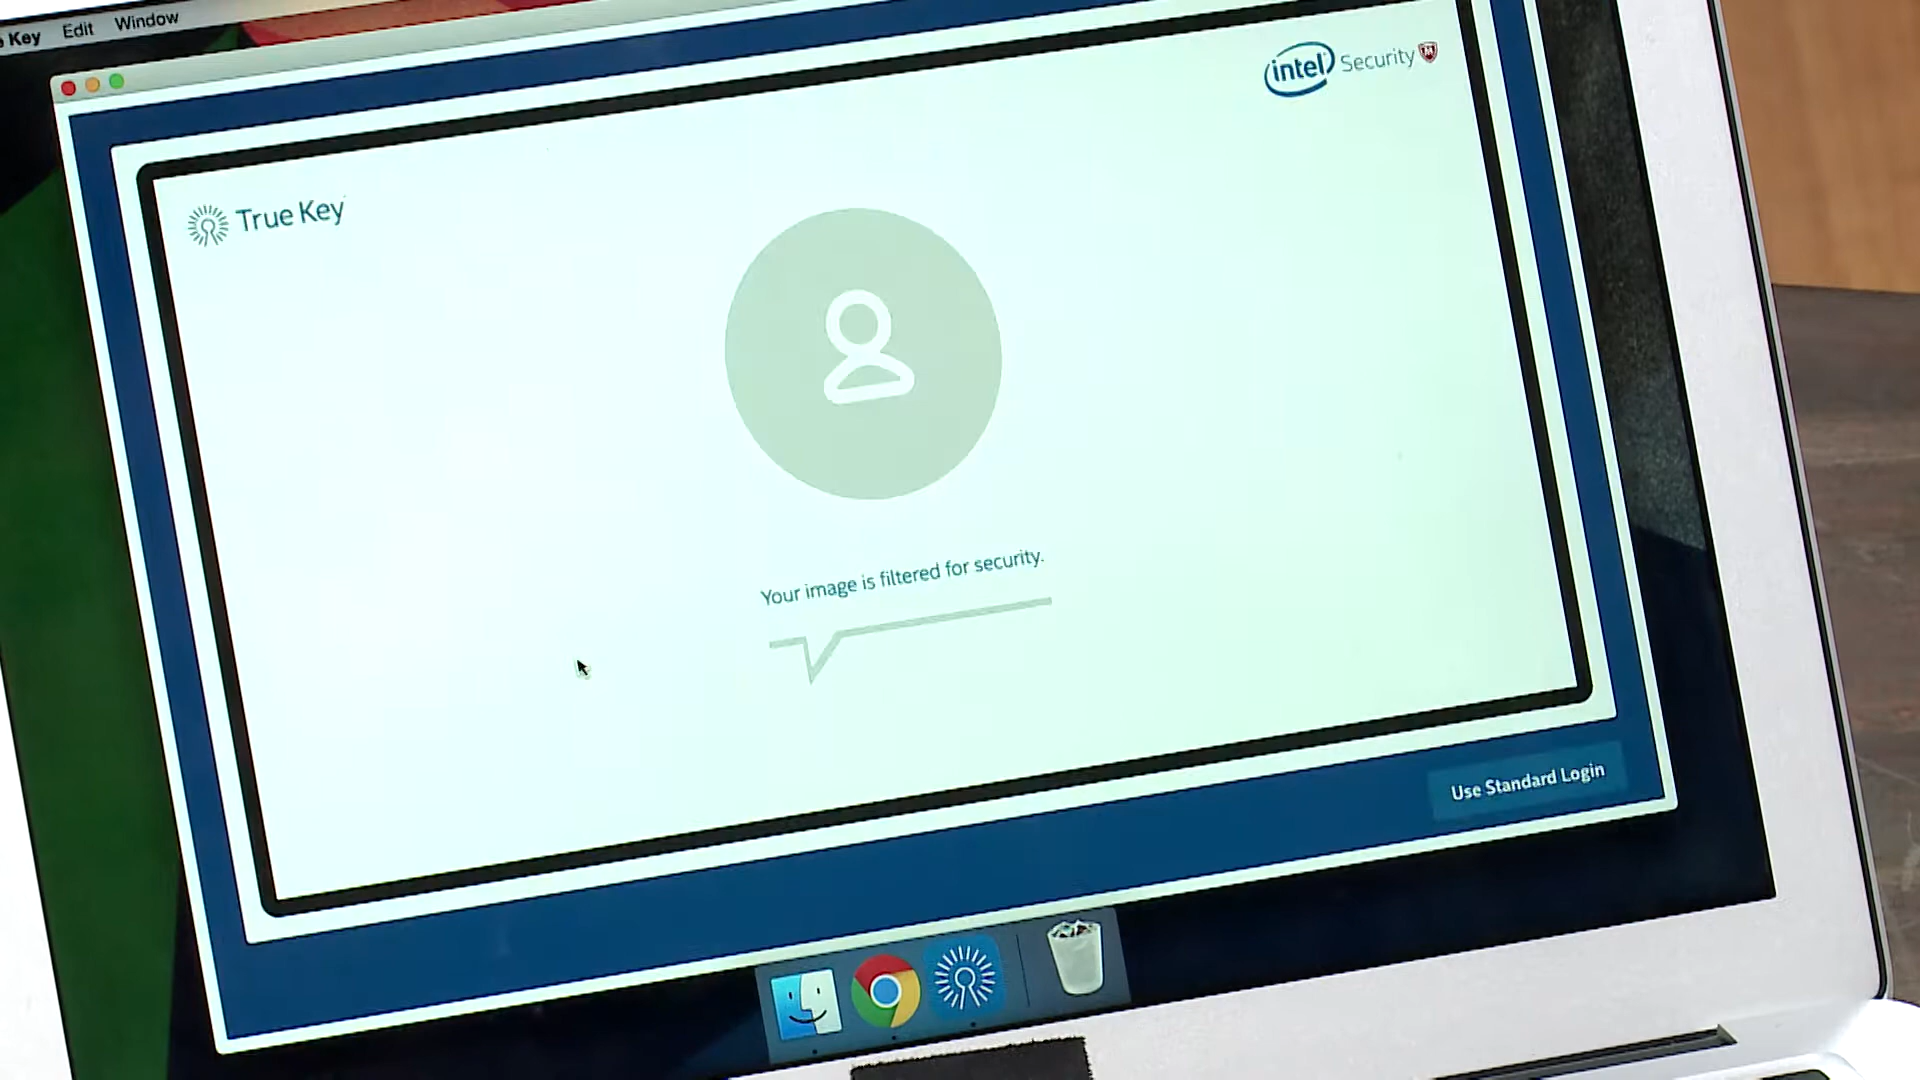 Key Edit Window
intel Security
True Key
Your image is filtered for security.
Use Standard Login